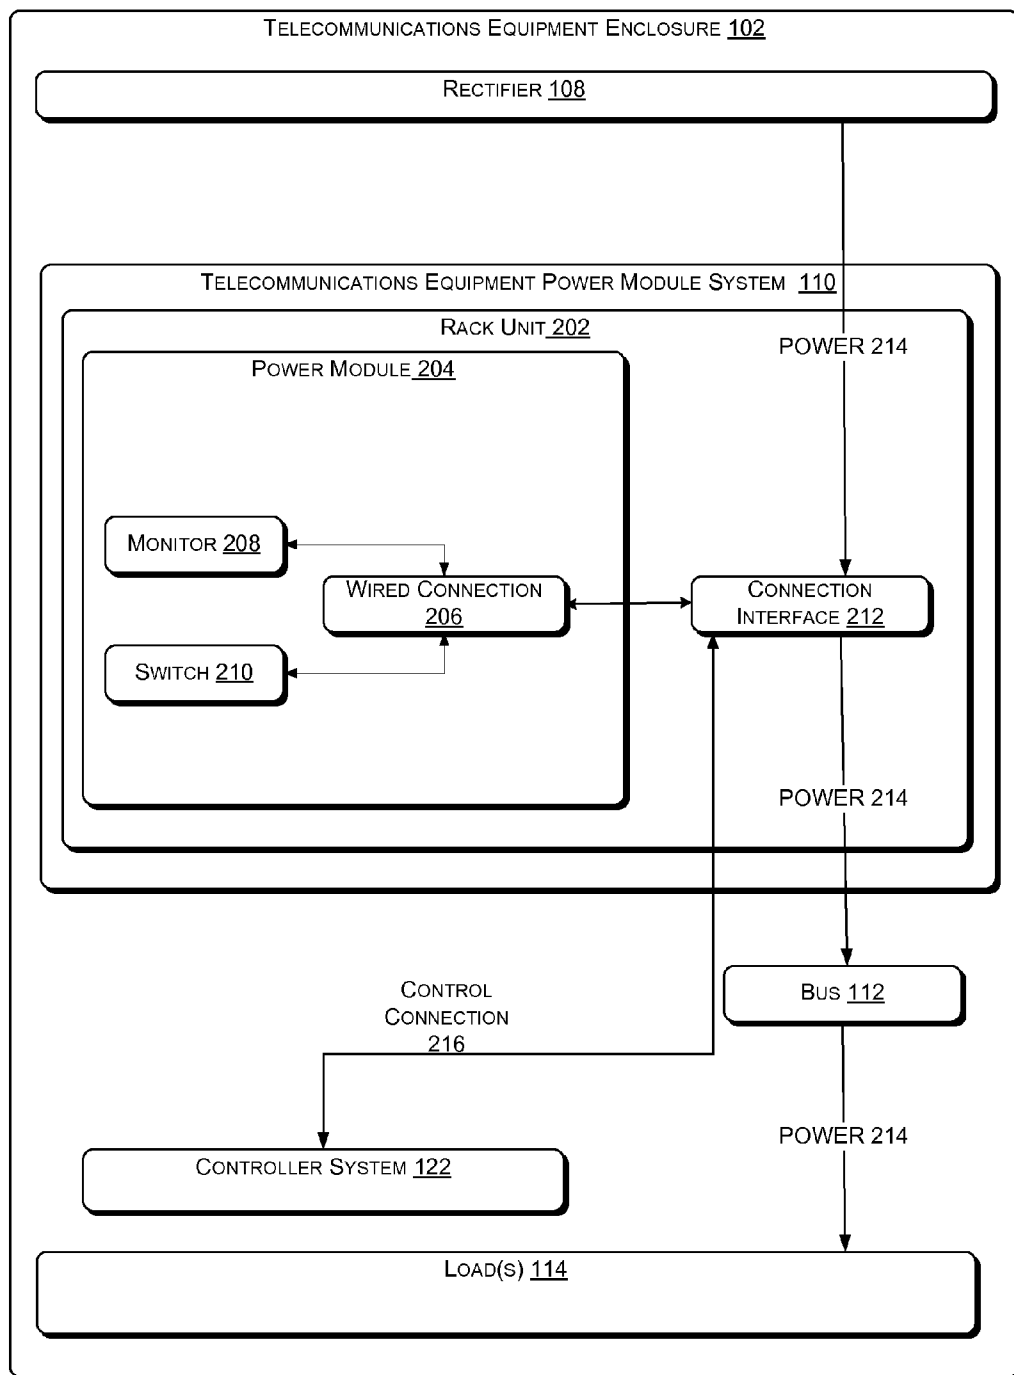 TELECOMMUNICATIONS EQUIPMENT ENCLOSURE 102
RECTIFIER 108
TELECOMMUNICATIONS EQUIPMENT POWER MODULE SYSTEM 110
RACK UNIT 202
POWER 214
POWER MODULE 204
MONITOR 208
WIRED CONNECTION
206
CONNECTION
INTERFACE 212
SWITCH 210
POWER 214
BUS 112
CONTROL
CONNECTION
216
POWER 214
CONTROLLER SYSTEM 122
LOAD(S) 114